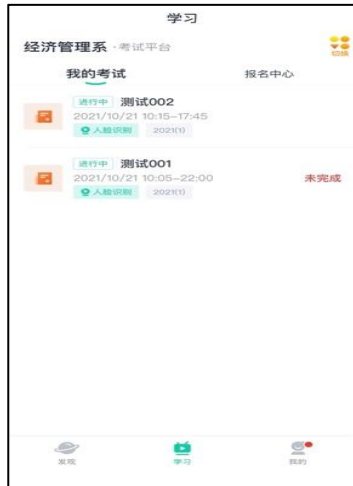 学习
经济管理系 · 考试平台
切换
我的考试 报名中心
进行中 测试002
2021/10/21 10:15-17:45
人脸识别 2021(1)
进行中 测试001
2021/10/21 10:05-22:00 未完成
人脸识别 2021(1)
发现 学习 我的